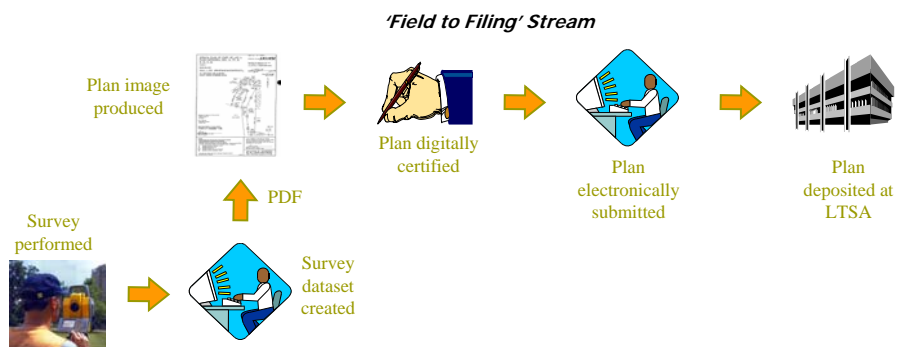 'Field to Filing' Stream
Plan image
produced
Plan digitally
certified
Plan
electronically
submitted
Plan
deposited at
LTSA
PDF
Survey
performed
Survey
dataset
created